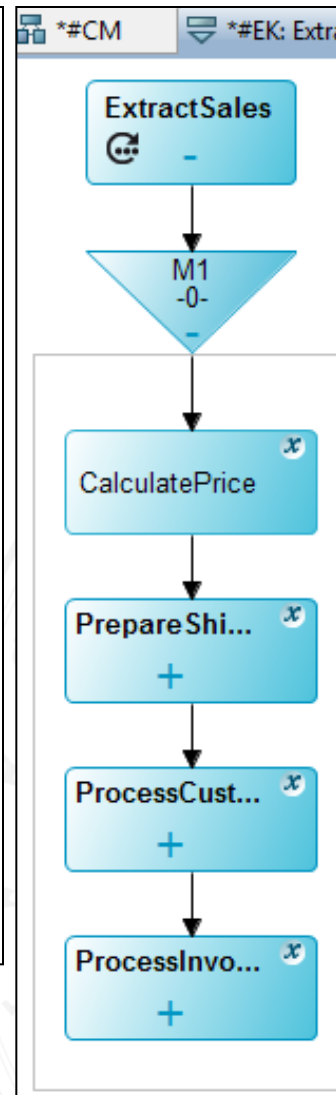 *#CM
*#EK: Extra
ExtractSales
-
M1
-0-
-
CalculatePrice
x
PrepareShi...
x
+
ProcessCust...
x
+
ProcessInvo...
x
+